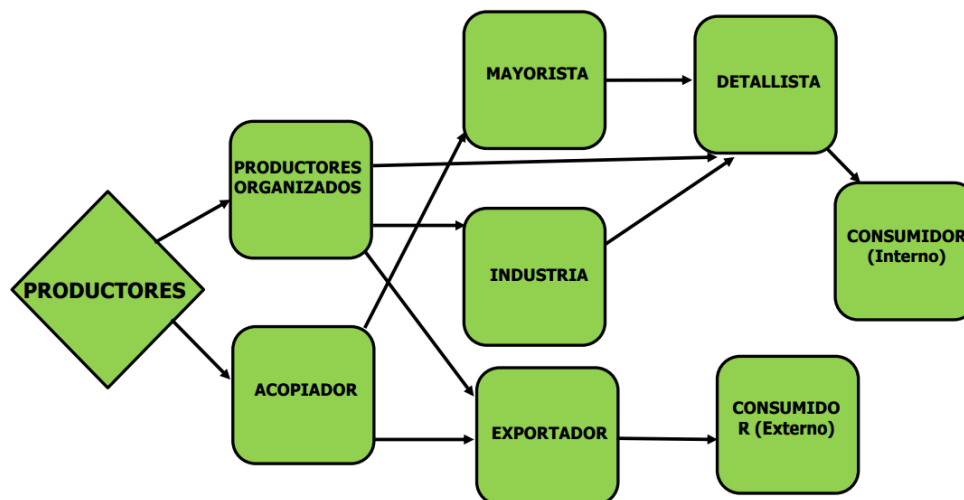 MAYORISTA
DETALLISTA
PRODUCTORES
ORGANIZADOS
CONSUMIDOR
(Interno)
INDUSTRIA
PRODUCTORES
ACOPIADOR
EXPORTADOR
CONSUMIDO
R (Externo)